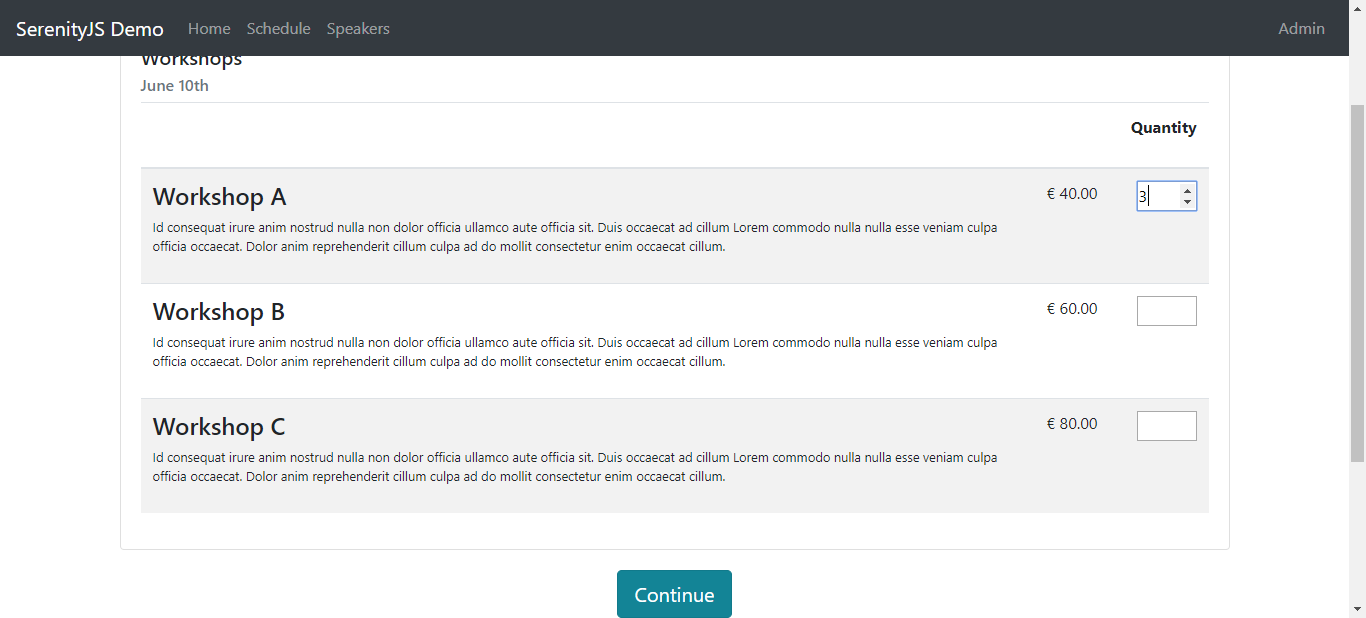 SerenityJS Demo Home Schedule Speakers Admin
Workshops
June 10th
Quantity
Workshop A € 40.00 3
Id consequat irure anim nostrud nulla non dolor officia ullamco aute officia sit. Duis occaecat ad cillum Lorem commodo nulla nulla esse veniam culpa
officia occaecat. Dolor anim reprehenderit cillum culpa ad do mollit consectetur enim occaecat cillum.
Workshop B € 60.00
Id consequat irure anim nostrud nulla non dolor officia ullamco aute officia sit. Duis occaecat ad cillum Lorem commodo nulla nulla esse veniam culpa
officia occaecat. Dolor anim reprehenderit cillum culpa ad do mollit consectetur enim occaecat cillum.
Workshop C € 80.00
Id consequat irure anim nostrud nulla non dolor officia ullamco aute officia sit. Duis occaecat ad cillum Lorem commodo nulla nulla esse veniam culpa
officia occaecat. Dolor anim reprehenderit cillum culpa ad do mollit consectetur enim occaecat cillum.
Continue